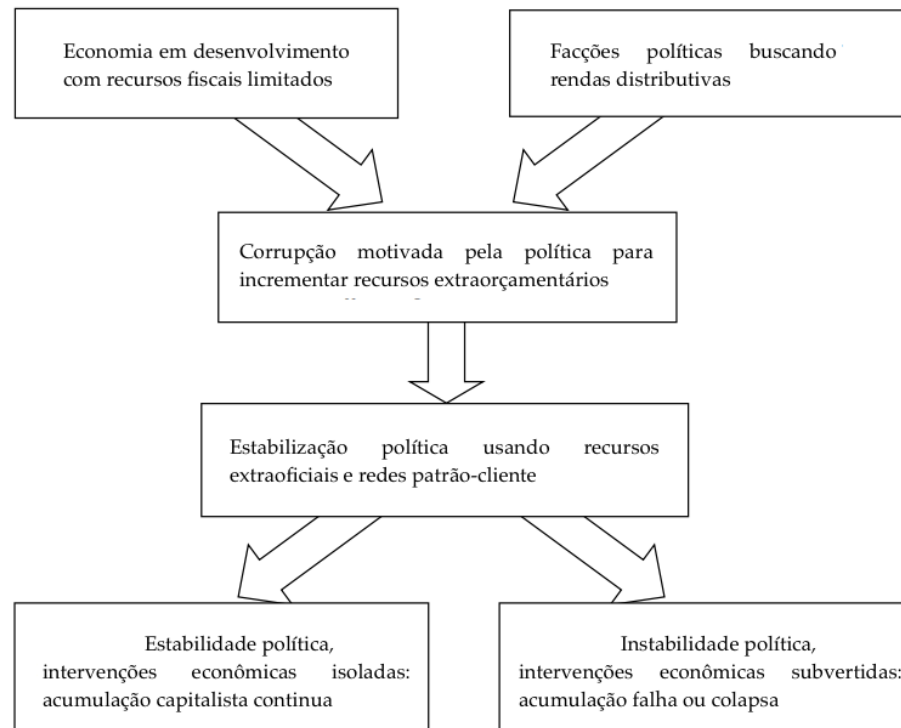 Economia em desenvolvimento
com recursos fiscais limitados
Facções políticas buscando
rendas distributivas
Corrupção motivada pela política para
incrementar recursos extraorçamentários
Estabilização política usando recursos
extraoficiais e redes patrão-cliente
Estabilidade política,
intervenções econômicas isoladas:
acumulação capitalista continua
Instabilidade política,
intervenções econômicas subvertidas:
acumulação falha ou colapsa